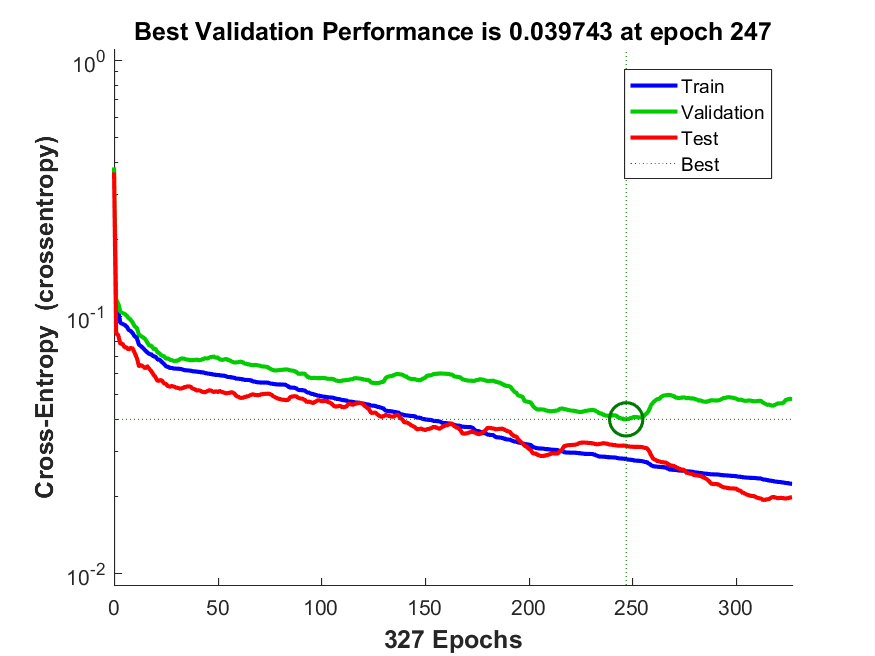 Best Validation Performance is 0.039743 at epoch 247
Cross-Entropy (crossentropy)
10^0
10^-1
10^-2
Train
Validation
Test
Best
0 50 100 150 200 250 300
327 Epochs